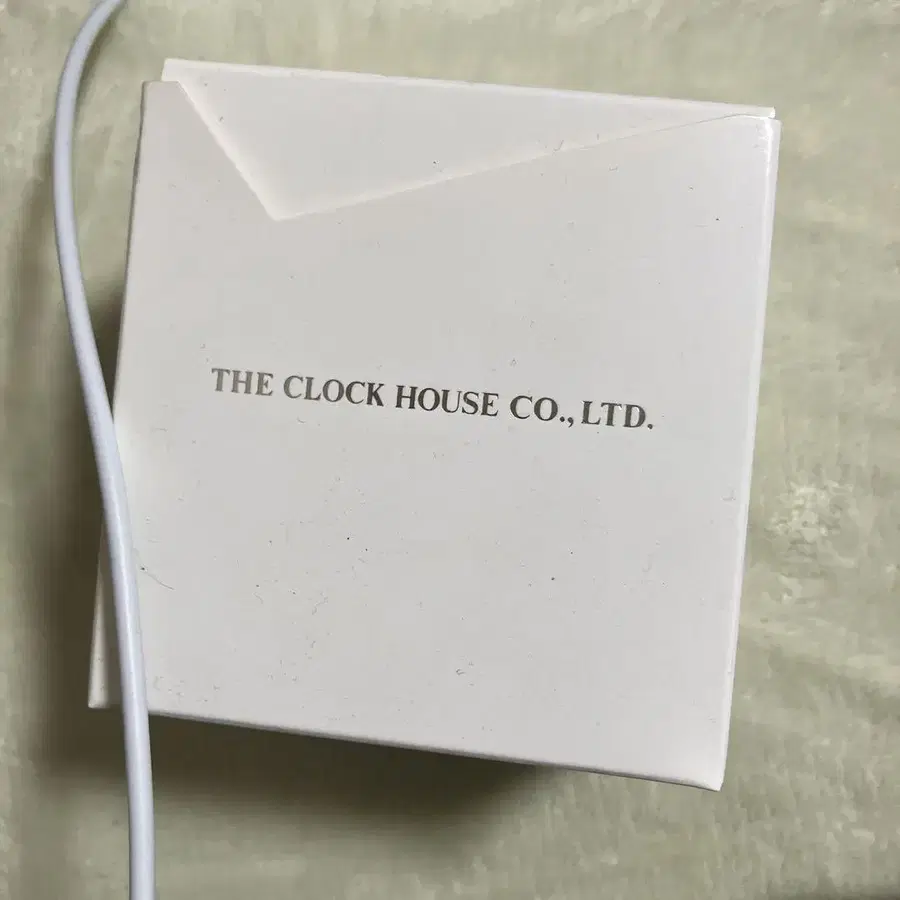 THE CLOCK HOUSE CO., LTD.